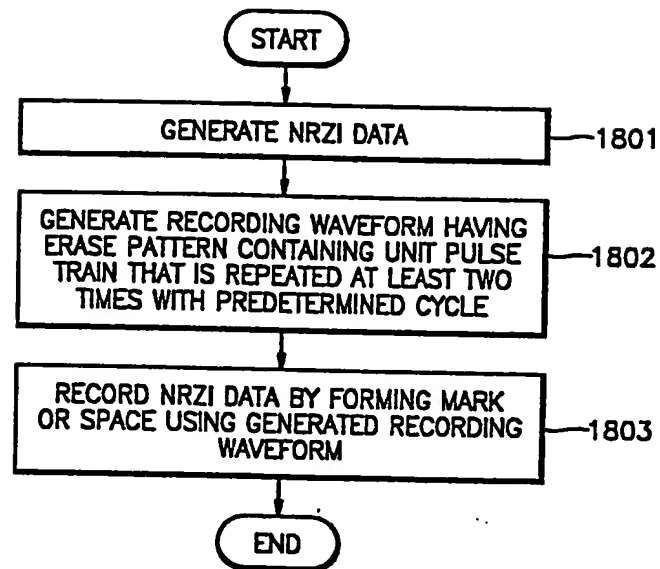 START
GENERATE NRZI DATA
1801
GENERATE RECORDING WAVEFORM HAVING
ERASE PATTERN CONTAINING UNIT PULSE
TRAIN THAT IS REPEATED AT LEAST TWO
TIMES WITH PREDETERMINED CYCLE
1802
RECORD NRZI DATA BY FORMING MARK
OR SPACE USING GENERATED RECORDING
WAVEFORM
1803
END